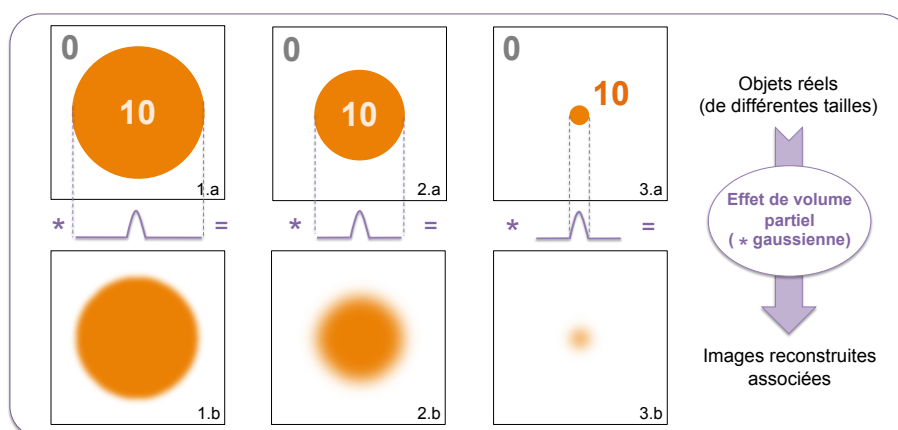 0
10
1.a
0
10
2.a
0
10
3.a
Objets réels
(de différentes tailles)
* =
* =
* =
Effet de volume
partiel
( * gaussienne)
1.b
2.b
3.b
Images reconstruites
associées